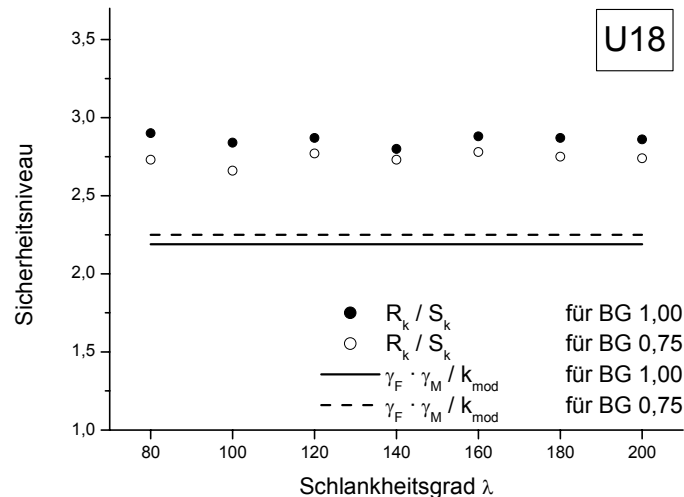 U18
3,5
3,0
2,5
2,0
1,5
1,0
Sicherheitsniveau
R_k / S_k für BG 1,00
R_k / S_k für BG 0,75
γ_F · γ_M / k_mod für BG 1,00
γ_F · γ_M / k_mod für BG 0,75
80 100 120 140 160 180 200
Schlankheitsgrad λ